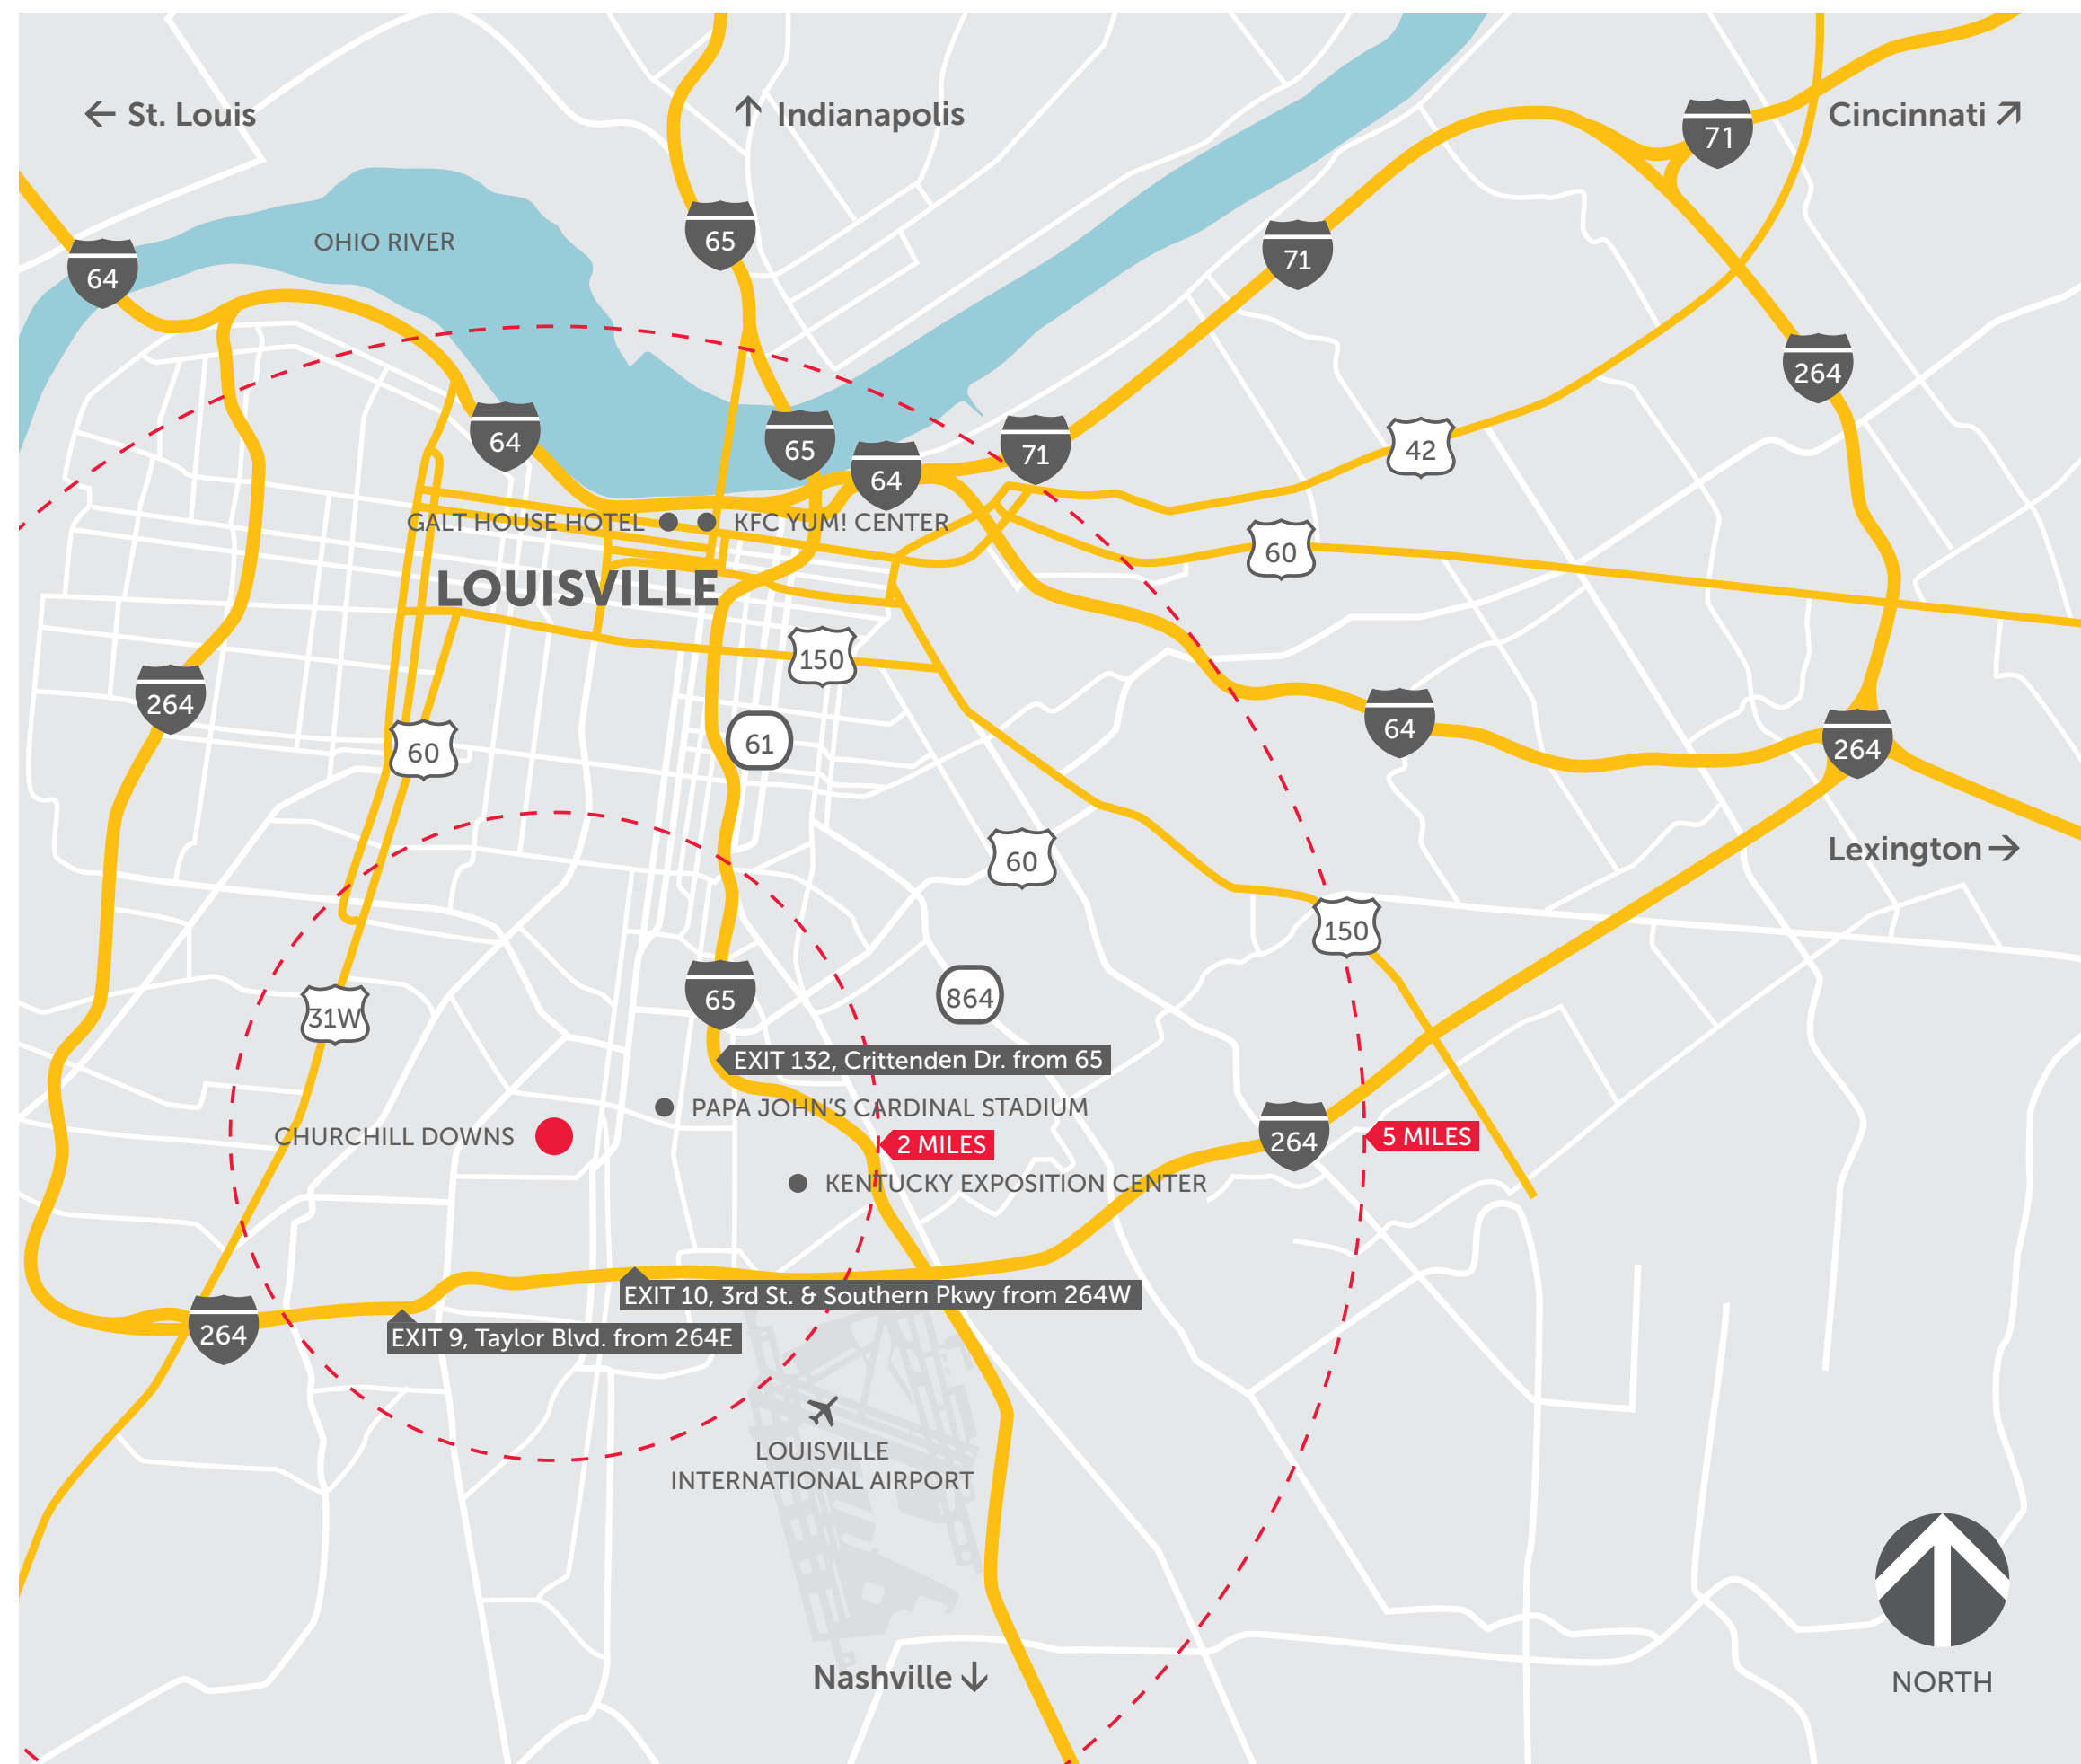 ← St. Louis
↑ Indianapolis
Cincinnati ↗
71
65
OHIO RIVER
71
64
264
64
65
64
71
42
GALT HOUSE HOTEL
KFC YUM! CENTER
60
LOUISVILLE
150
264
61
60
64
264
Lexington →
60
150
65
864
31W
EXIT 132, Crittenden Dr. from 65
PAPA JOHN'S CARDINAL STADIUM
CHURCHILL DOWNS
2 MILES
264
5 MILES
KENTUCKY EXPOSITION CENTER
EXIT 10, 3rd St. & Southern Pkwy from 264W
264
EXIT 9, Taylor Blvd. from 264E
LOUISVILLE
INTERNATIONAL AIRPORT
Nashville ↓
NORTH